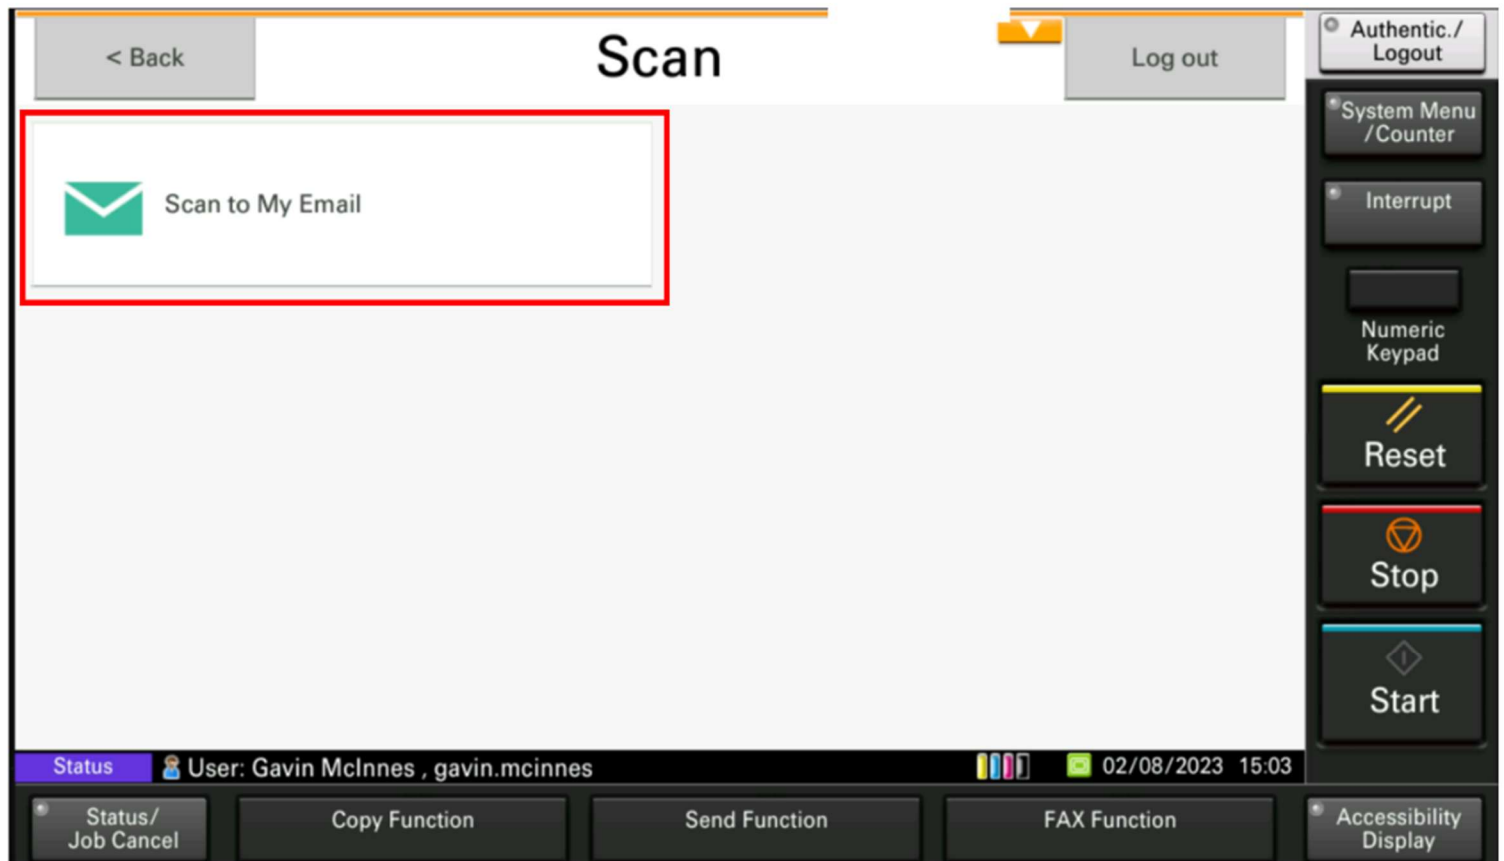 < Back
Scan
Log out
Authentic./
Logout
System Menu
/Counter
Scan to My Email
Interrupt
Numeric
Keypad
Reset
Stop
Start
Status
User: Gavin McInnes , gavin.mcinnes
02/08/2023 15:03
Status/
Job Cancel
Copy Function
Send Function
FAX Function
Accessibility
Display